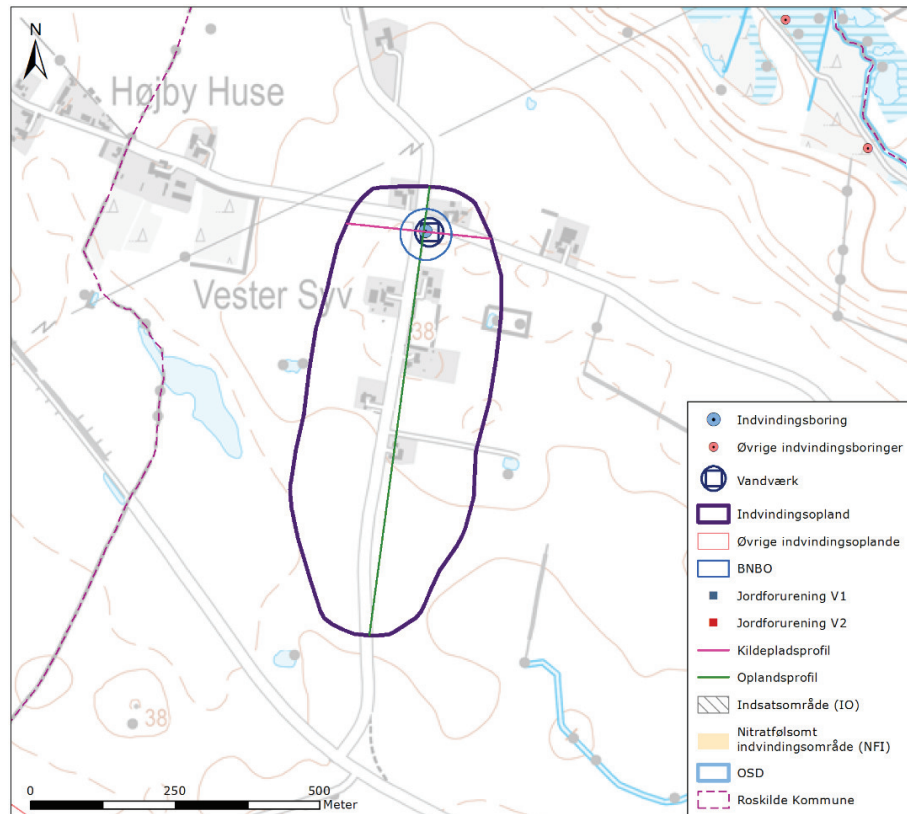 N
Højby Huse
Vester Syv
38
38
Indvindingsboring
Øvrige indvindingsboringer
Vandværk
Indvindingsopland
Øvrige indvindingsoplande
BNBO
Jordforurening V1
Jordforurening V2
Kildepladsprofil
Oplandsprofil
Indsatsområde (IO)
Nitratfølsomt
indvindingsområde (NFI)
OSD
Roskilde Kommune
0 250 500
Meter